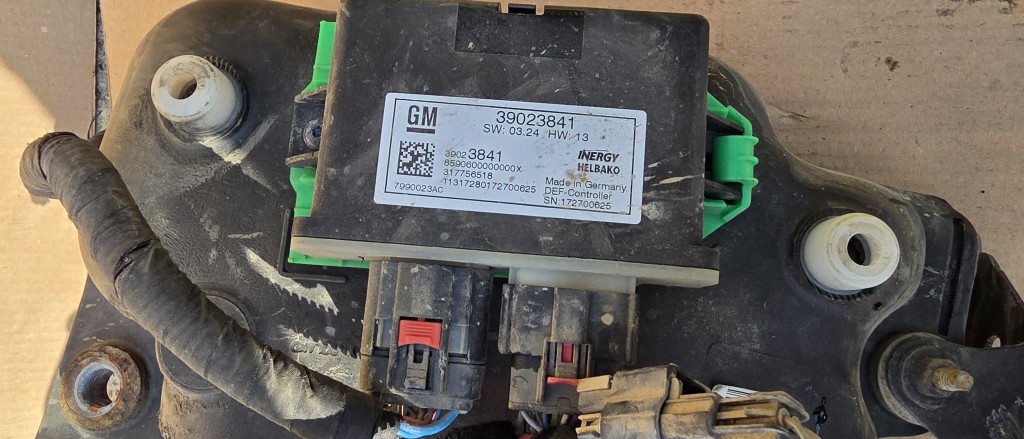 GM
39023841
SW: 03.24 HW: 13
39023841
8590600000000X
317756518
T1317280172700625
7990023AC
INERGY
HELBAKO
Made in Germany
DEF-Controller
SN:172700625